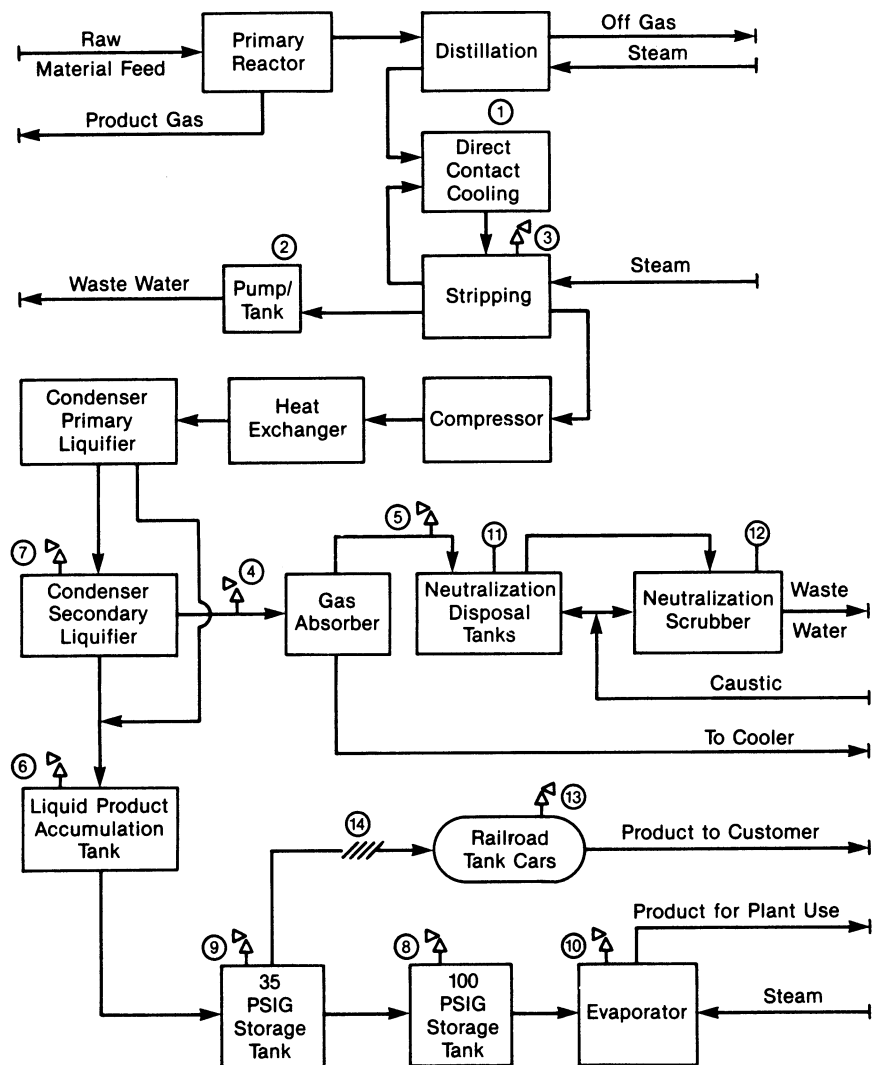 Raw
Material Feed
Primary
Reactor
Distillation
Off Gas
Steam
Product Gas
1
Direct
Contact
Cooling
2
3
Waste Water
Pump/
Tank
Stripping
Steam
Condenser
Primary
Liquifier
Heat
Exchanger
Compressor
7
Condenser
Secondary
Liquifier
4
5
Gas
Absorber
11
Neutralization
Disposal
Tanks
12
Neutralization
Scrubber
Waste
Water
Caustic
To Cooler
6
Liquid Product
Accumulation
Tank
14
13
Railroad
Tank Cars
Product to Customer
Product for Plant Use
9
35
PSIG
Storage
Tank
8
100
PSIG
Storage
Tank
10
Evaporator
Steam